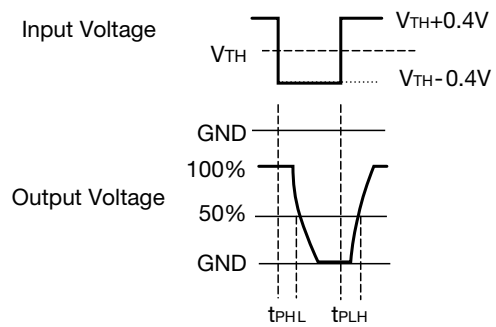 Input Voltage
VTH+0.4V
VTH
VTH-0.4V
GND
100%
Output Voltage
50%
GND
tPHL
tPLH